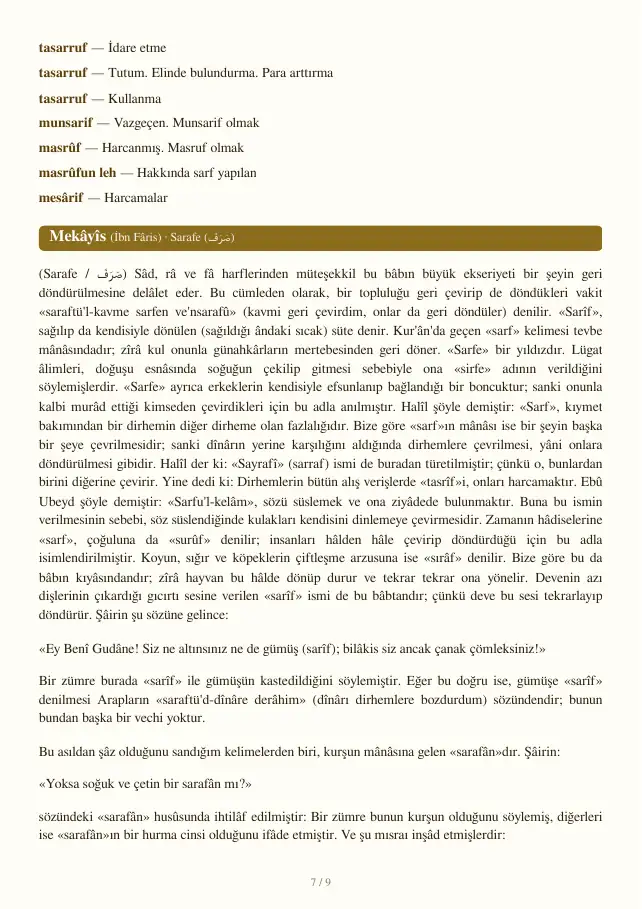 tasarruf — İdare etme
tasarruf — Tutum. Elinde bulundurma. Para arttırma
tasarruf — Kullanma
munsarif — Vazgeçen. Munsarif olmak
masrûf — Harcanmış. Masruf olmak
masrûfun leh — Hakkında sarf yapılan
mesârif — Harcamalar
Mekâyîs (İbn Fâris) · Sarafe (صَرَفَ)
(Sarafe / صَرَفَ) Sâd, râ ve fâ harflerinden müteşekkil bu bâbın büyük ekseriyeti bir şeyin geri
döndürülmesine delâlet eder. Bu cümleden olarak, bir topluluğu geri çevirip de döndükleri vakit
«saraftü'l-kavme sarfen ve'nsarafû» (kavmi geri çevirdim, onlar da geri döndüler) denilir. «Sarîf»,
sağılıp da kendisiyle dönülen (sağıldığı ândaki sıcak) süte denir. Kur'ân'da geçen «sarf» kelimesi tevbe
mânâsındadır; zîrâ kul onunla günahkârların mertebesinden geri döner. «Sarfe» bir yıldızdır. Lügat
âlimleri, doğuşu esnâsında soğuğun çekilip gitmesi sebebiyle ona «sirfe» adının verildiğini
söylemişlerdir. «Sarfe» ayrıca erkeklerin kendisiyle efsunlanıp bağlandığı bir boncuktur; sanki onunla
kalbi murâd ettiği kimseden çevirdikleri için bu adla anılmıştır. Halîl şöyle demiştir: «Sarf», kıymet
bakımından bir dirhemin diğer dirheme olan fazlalığıdır. Bize göre «sarf»ın mânâsı ise bir şeyin başka
bir şeye çevrilmesidir; sanki dînârın yerine karşılığını aldığında dirhemlere çevrilmesi, yâni onlara
döndürülmesi gibidir. Halîl der ki: «Sayrafî» (sarraf) ismi de buradan türetilmiştir; çünkü o, bunlardan
birini diğerine çevirir. Yine dedi ki: Dirhemlerin bütün alış verişlerde «tasrîf»i, onları harcamaktır. Ebû
Ubeyd şöyle demiştir: «Sarfu'l-kelâm», sözü süslemek ve ona ziyâdede bulunmaktır. Buna bu ismin
verilmesinin sebebi, söz süslendiğinde kulakları kendisini dinlemeye çevirmesidir. Zamanın hâdiselerine
«sarf», çoğuluna da «surûf» denilir; insanları hâlden hâle çevirip döndürdüğü için bu adla
isimlendirilmiştir. Koyun, sığır ve köpeklerin çiftleşme arzusuna ise «sırâf» denilir. Bize göre bu da
bâbın kıyâsındandır; zîrâ hayvan bu hâlde dönüp durur ve tekrar tekrar ona yönelir. Devenin azı
dişlerinin çıkardığı gıcırtı sesine verilen «sarîf» ismi de bu bâbtandır; çünkü deve bu sesi tekrarlayıp
döndürür. Şâirin şu sözüne gelince:
«Ey Benî Gudâne! Siz ne altınsınız ne de gümüş (sarîf); bilâkis siz ancak çanak çömleksiniz!»
Bir zümre burada «sarîf» ile gümüşün kastedildiğini söylemiştir. Eğer bu doğru ise, gümüşe «sarîf»
denilmesi Arapların «saraftü'd-dînâre derâhim» (dînârı dirhemlere bozdurdum) sözündendir; bunun
bundan başka bir vechi yoktur.
Bu asıldan şâz olduğunu sandığım kelimelerden biri, kurşun mânâsına gelen «sarafân»dır. Şâirin:
«Yoksa soğuk ve çetin bir sarafân mı?»
sözündeki «sarafân» husûsunda ihtilâf edilmiştir: Bir zümre bunun kurşun olduğunu söylemiş, diğerleri
ise «sarafân»ın bir hurma cinsi olduğunu ifâde etmiştir. Ve şu mısraı inşâd etmişlerdir:
7 / 9